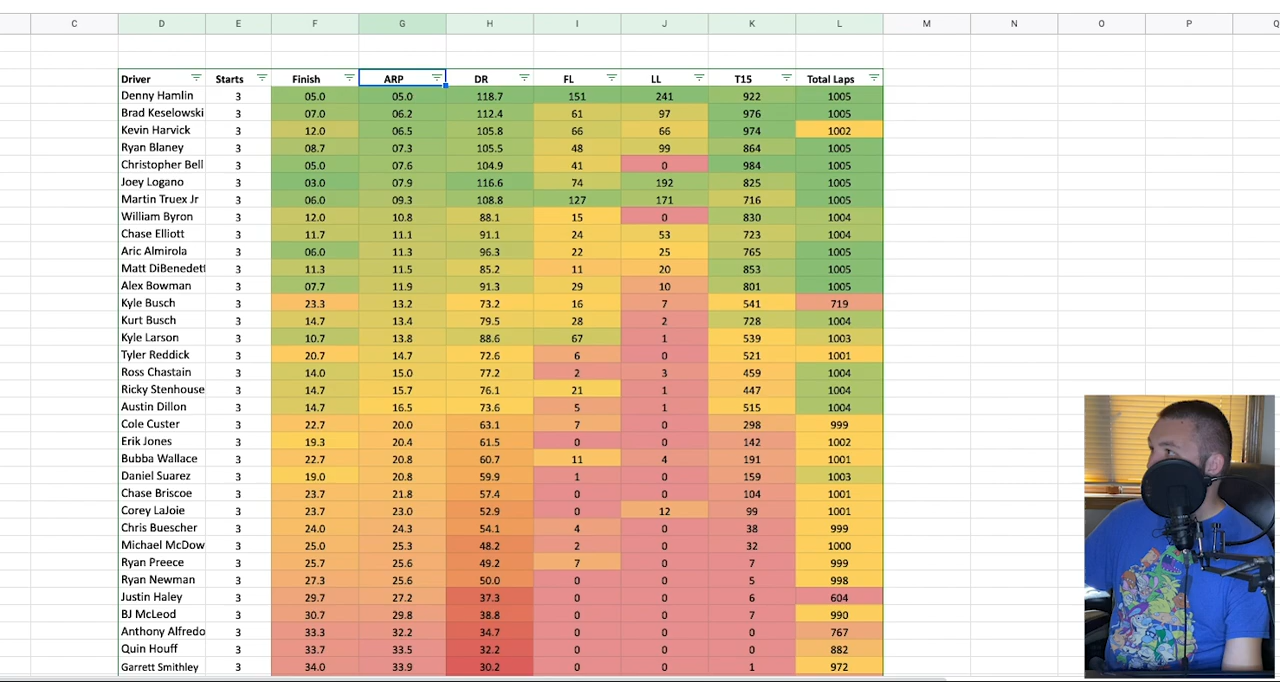 C D E F G H I J K L M N O P Q
Driver Starts Finish ARP DR FL LL T15 Total Laps
Denny Hamlin 3 05.0 05.0 118.7 151 241 922 1005
Brad Keselowski 3 07.0 06.2 112.4 61 97 976 1005
Kevin Harvick 3 12.0 06.5 105.8 66 66 974 1002
Ryan Blaney 3 08.7 07.3 105.5 48 99 864 1005
Christopher Bell 3 05.0 07.6 104.9 41 0 984 1005
Joey Logano 3 03.0 07.9 116.6 74 192 825 1005
Martin Truex Jr 3 06.0 09.3 108.8 127 171 716 1005
William Byron 3 12.0 10.8 88.1 15 0 830 1004
Chase Elliott 3 11.7 11.1 91.1 24 53 723 1004
Aric Almirola 3 06.0 11.3 96.3 22 25 765 1005
Matt DiBenedett 3 11.3 11.5 85.2 11 20 853 1005
Alex Bowman 3 07.7 11.9 91.3 29 10 801 1005
Kyle Busch 3 23.3 13.2 73.2 16 7 541 719
Kurt Busch 3 14.7 13.4 79.5 28 2 728 1004
Kyle Larson 3 10.7 13.8 88.6 67 1 539 1003
Tyler Reddick 3 20.7 14.7 72.6 6 0 521 1001
Ross Chastain 3 14.0 15.0 77.2 2 3 459 1004
Ricky Stenhouse 3 14.7 15.7 76.1 21 1 447 1004
Austin Dillon 3 14.7 16.5 73.6 5 1 515 1004
Cole Custer 3 22.7 20.0 63.1 7 0 298 999
Erik Jones 3 19.3 20.4 61.5 0 0 142 1002
Bubba Wallace 3 22.7 20.8 60.7 11 4 191 1001
Daniel Suarez 3 19.0 20.8 59.9 1 0 159 1003
Chase Briscoe 3 23.7 21.8 57.4 0 0 104 1001
Corey LaJoie 3 23.7 23.0 52.9 0 12 99 1001
Chris Buescher 3 24.0 24.3 54.1 4 0 38 999
Michael McDow 3 25.0 25.3 48.2 2 0 32 1000
Ryan Preece 3 25.7 25.6 49.2 7 0 7 999
Ryan Newman 3 27.3 25.6 50.0 0 0 5 998
Justin Haley 3 29.7 27.2 37.3 0 0 6 604
BJ McLeod 3 30.7 29.8 38.8 0 0 7 990
Anthony Alfredo 3 33.3 32.2 34.7 0 0 0 767
Quin Houff 3 33.7 33.5 32.2 0 0 0 882
Garrett Smithley 3 34.0 33.9 30.2 0 0 1 972